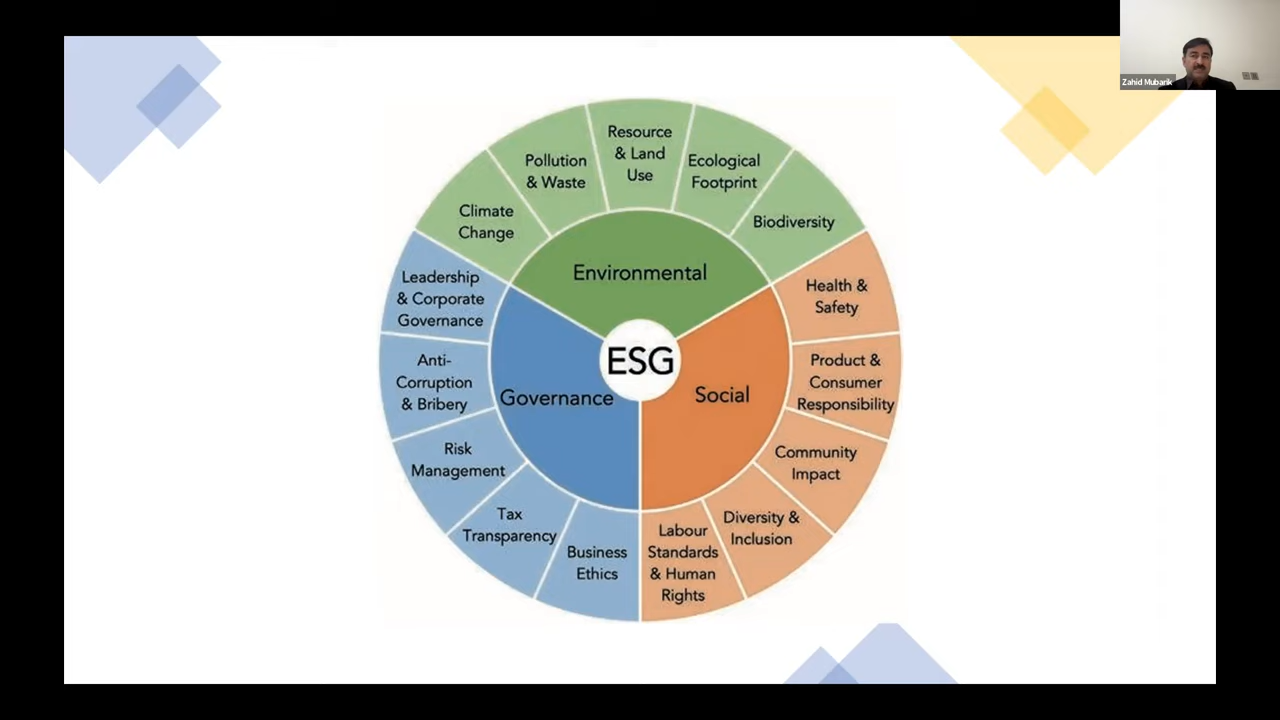 Zahid Mubarik
Resource
& Land
Use
Pollution
& Waste
Ecological
Footprint
Climate
Change
Biodiversity
Environmental
Leadership
& Corporate
Governance
Health &
Safety
ESG
Anti-
Corruption
& Bribery
Governance
Social
Product &
Consumer
Responsibility
Risk
Management
Community
Impact
Tax
Transparency
Diversity &
Inclusion
Business
Ethics
Labour
Standards
& Human
Rights